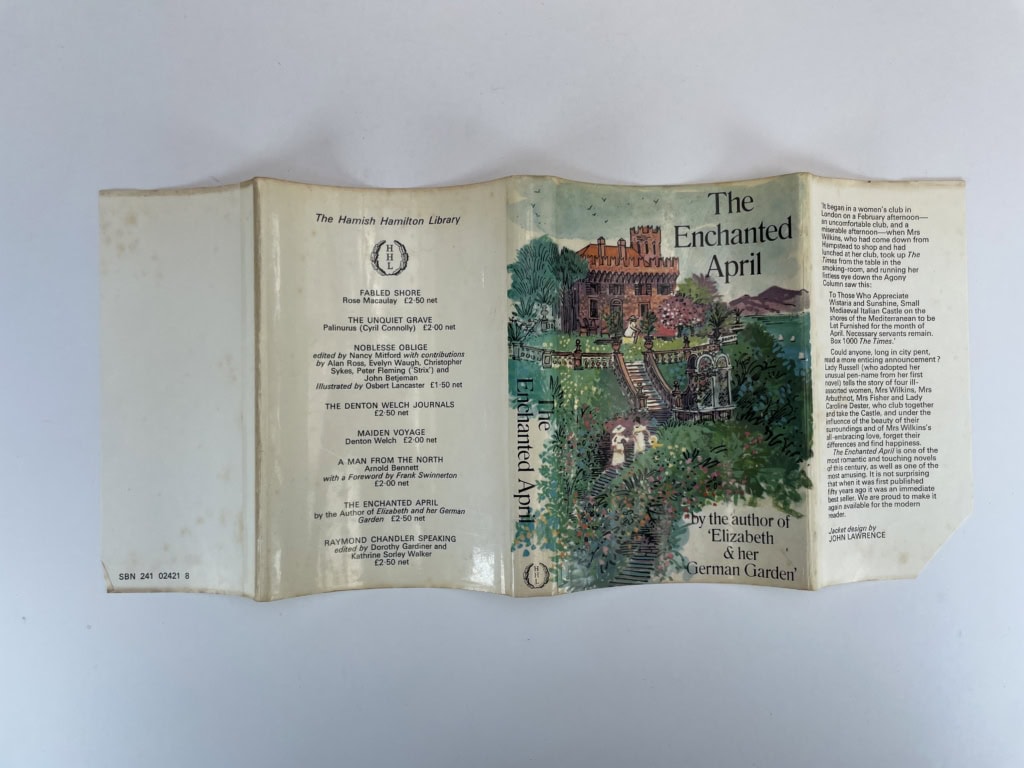 SBN 241 02421 8
The Hamish Hamilton Library
H
H
L
FABLED SHORE
Rose Macaulay £2·50 net
THE UNQUIET GRAVE
Palinurus (Cyril Connolly) £2·00 net
NOBLESSE OBLIGE
edited by Nancy Mitford with contributions
by Alan Ross, Evelyn Waugh, Christopher
Sykes, Peter Fleming ('Strix') and
John Betjeman
Illustrated by Osbert Lancaster £1·50 net
THE DENTON WELCH JOURNALS
£2·50 net
MAIDEN VOYAGE
Denton Welch £2·00 net
A MAN FROM THE NORTH
Arnold Bennett
with a Foreword by Frank Swinnerton
£2·00 net
THE ENCHANTED APRIL
by the Author of Elizabeth and her German
Garden £2·50 net
RAYMOND CHANDLER SPEAKING
edited by Dorothy Gardiner and
Kathrine Sorley Walker
£2·50 net
The
Enchanted April
HHL
The
Enchanted
April
by the author of
'Elizabeth
& her
German Garden'
'It began in a women's club in
London on a February afternoon—
an uncomfortable club, and a
miserable afternoon—when Mrs
Wilkins, who had come down from
Hampstead to shop and had
lunched at her club, took up The
Times from the table in the
smoking-room, and running her
listless eye down the Agony
Column saw this:
To Those Who Appreciate
Wistaria and Sunshine, Small
Mediaeval Italian Castle on the
shores of the Mediterranean to be
Let Furnished for the month of
April. Necessary servants remain.
Box 1000 The Times.'
Could anyone, long in city pent,
read a more enticing announcement?
Lady Russell (who adopted her
unusual pen-name from her first
novel) tells the story of four ill-
assorted women, Mrs Wilkins, Mrs
Arbuthnot, Mrs Fisher and Lady
Caroline Dester, who club together
and take the Castle, and under the
influence of the beauty of their
surroundings and of Mrs Wilkins's
all-embracing love, forget their
differences and find happiness.
The Enchanted April is one of the
most romantic and touching novels
of this century, as well as one of the
most amusing. It is not surprising
that when it was first published
fifty years ago it was an immediate
best seller. We are proud to make it
again available for the modern
reader.
Jacket design by
JOHN LAWRENCE